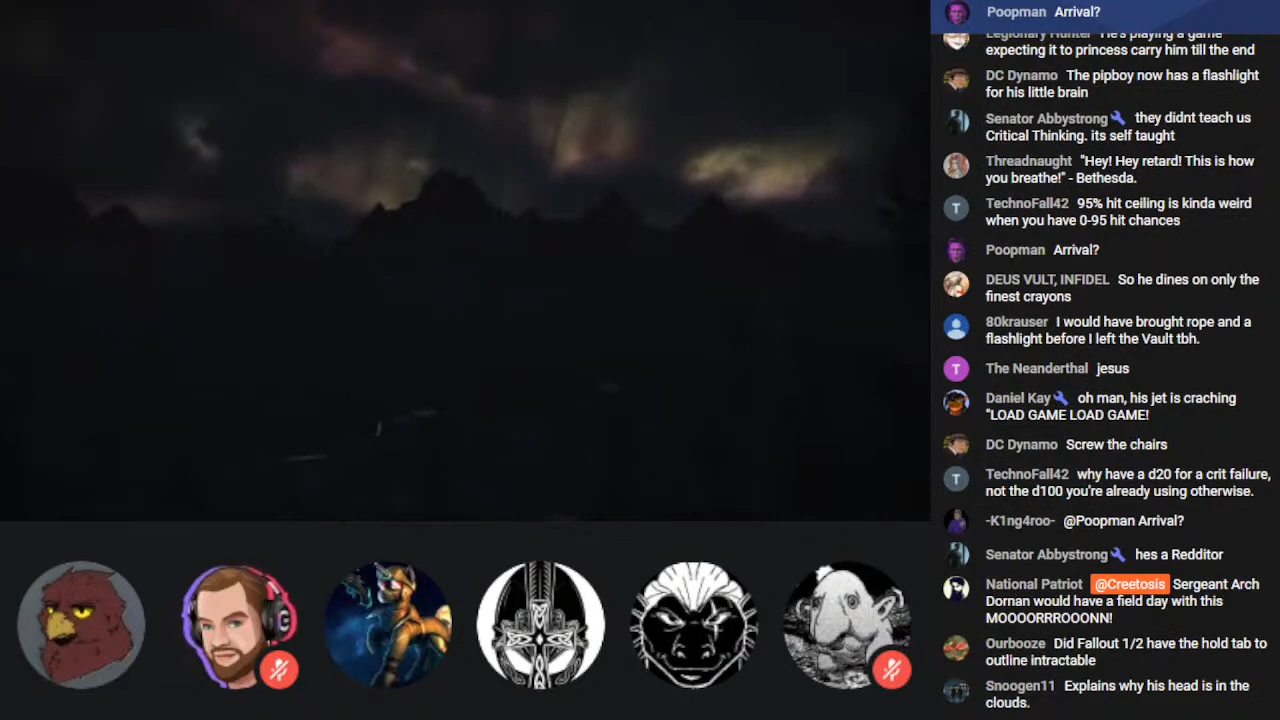 Poopman Arrival?
Legionary Hunter He's playing a game
expecting it to princess carry him till the end
DC Dynamo The pipboy now has a flashlight
for his little brain
Senator Abbystrong they didnt teach us
Critical Thinking. its self taught
Threadnaught "Hey! Hey retard! This is how
you breathe!" - Bethesda.
T TechnoFall42 95% hit ceiling is kinda weird
when you have 0-95 hit chances
Poopman Arrival?
DEUS VULT, INFIDEL So he dines on only the
finest crayons
80krauser I would have brought rope and a
flashlight before I left the Vault tbh.
T The Neanderthal jesus
Daniel Kay oh man, his jet is craching
"LOAD GAME LOAD GAME!
DC Dynamo Screw the chairs
T TechnoFall42 why have a d20 for a crit failure,
not the d100 you're already using otherwise.
-K1ng4roo- @Poopman Arrival?
Senator Abbystrong hes a Redditor
National Patriot @Creetosis Sergeant Arch
Dornan would have a field day with this
MOOOORRROOONN!
Ourbooze Did Fallout 1/2 have the hold tab to
outline intractable
Snoogen11 Explains why his head is in the
clouds.